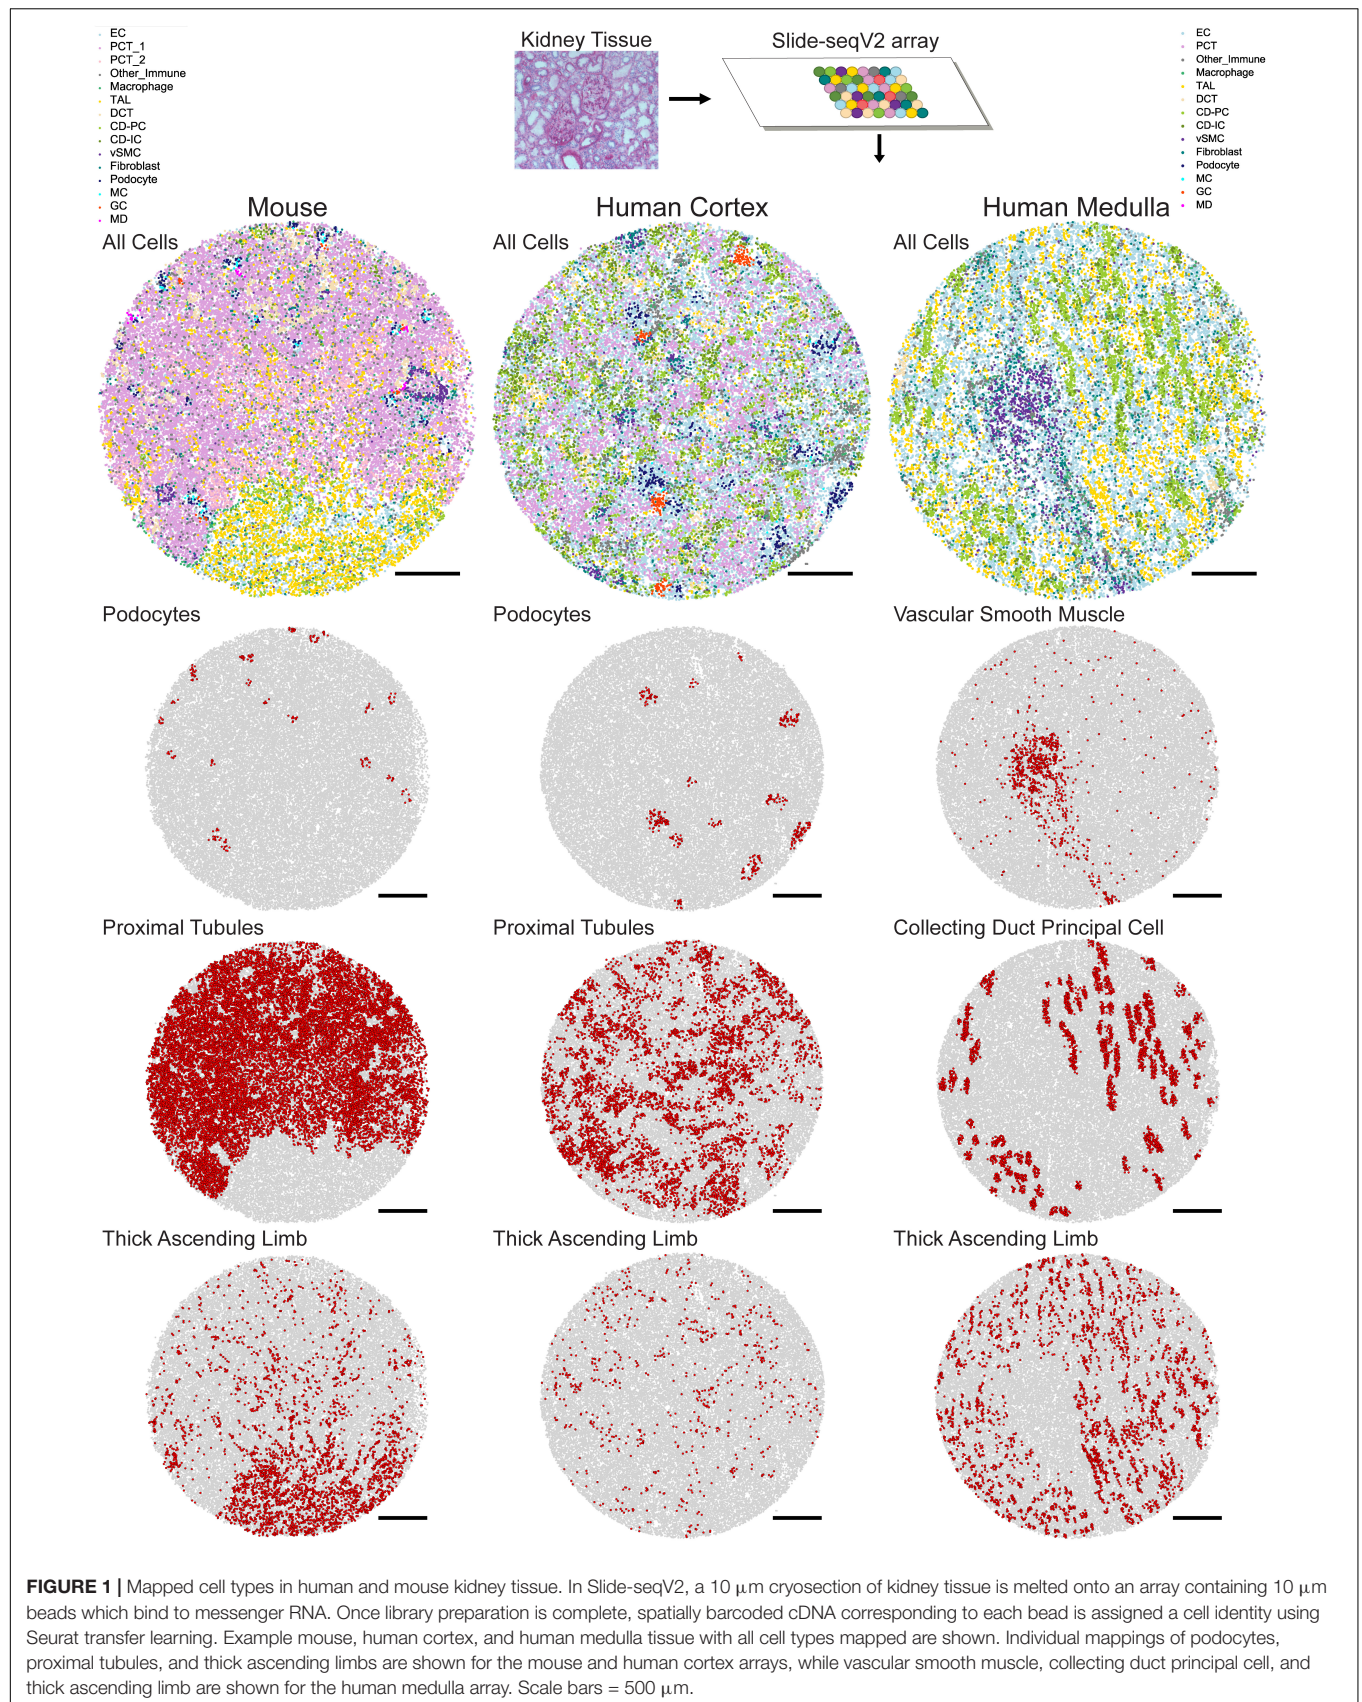 Kidney Tissue
Slide-seqV2 array
EC
PCT_1
PCT_2
Other_Immune
Macrophage
TAL
DCT
CD-PC
CD-IC
vSMC
Fibroblast
Podocyte
MC
GC
MD
EC
PCT
Other_Immune
Macrophage
TAL
DCT
CD-PC
CD-IC
vSMC
Fibroblast
Podocyte
MC
GC
MD
Mouse
Human Cortex
Human Medulla
All Cells
All Cells
All Cells
Podocytes
Podocytes
Vascular Smooth Muscle
Proximal Tubules
Proximal Tubules
Collecting Duct Principal Cell
Thick Ascending Limb
Thick Ascending Limb
Thick Ascending Limb
FIGURE 1 | Mapped cell types in human and mouse kidney tissue. In Slide-seqV2, a 10 μm cryosection of kidney tissue is melted onto an array containing 10 μm
beads which bind to messenger RNA. Once library preparation is complete, spatially barcoded cDNA corresponding to each bead is assigned a cell identity using
Seurat transfer learning. Example mouse, human cortex, and human medulla tissue with all cell types mapped are shown. Individual mappings of podocytes,
proximal tubules, and thick ascending limbs are shown for the mouse and human cortex arrays, while vascular smooth muscle, collecting duct principal cell, and
thick ascending limb are shown for the human medulla array. Scale bars = 500 μm.